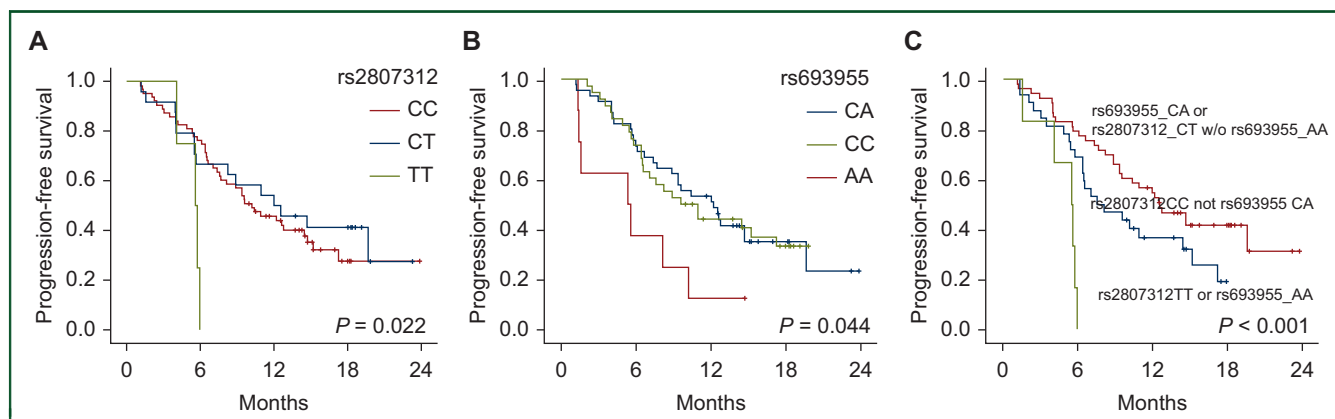 A
rs2807312
CC
CT
TT
Progression-free survival
1.0
0.8
0.6
0.4
0.2
0.0
P = 0.022
0 6 12 18 24
Months
B
rs693955
CA
CC
AA
Progression-free survival
1.0
0.8
0.6
0.4
0.2
0.0
P = 0.044
0 6 12 18 24
Months
C
rs693955_CA or
rs2807312_CT w/o rs693955_AA
rs2807312CC not rs693955 CA
rs2807312TT or rs693955_AA
Progression-free survival
1.0
0.8
0.6
0.4
0.2
0.0
P < 0.001
0 6 12 18 24
Months